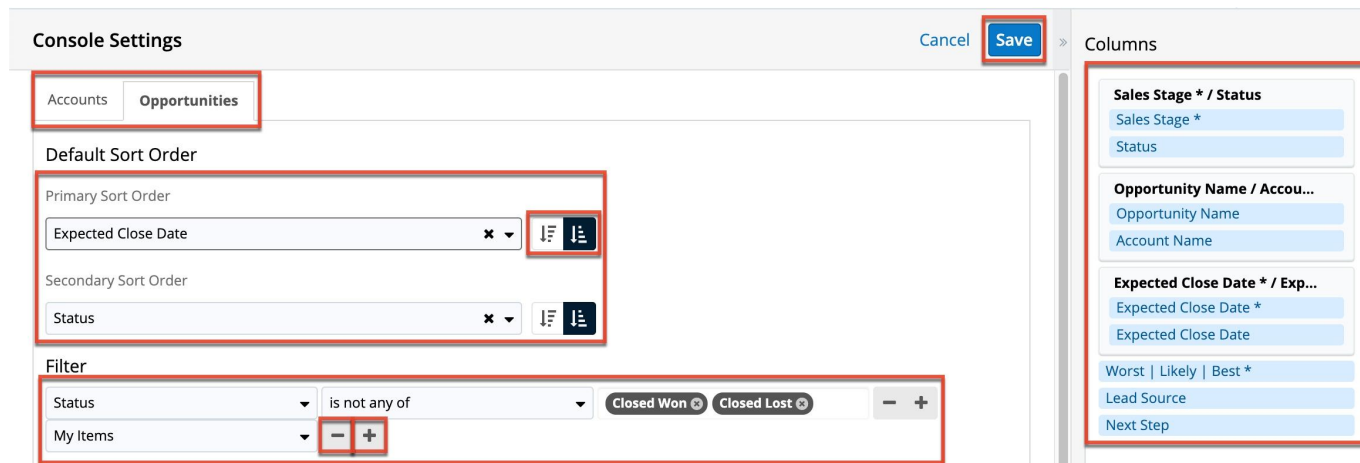 Console Settings
Cancel
Save
»
Columns
Accounts
Opportunities
Default Sort Order
Primary Sort Order
Expected Close Date
Secondary Sort Order
Status
Filter
Status
is not any of
Closed Won
Closed Lost
My Items
Sales Stage * / Status
Sales Stage *
Status
Opportunity Name / Accou...
Opportunity Name
Account Name
Expected Close Date * / Exp...
Expected Close Date *
Expected Close Date
Worst | Likely | Best *
Lead Source
Next Step